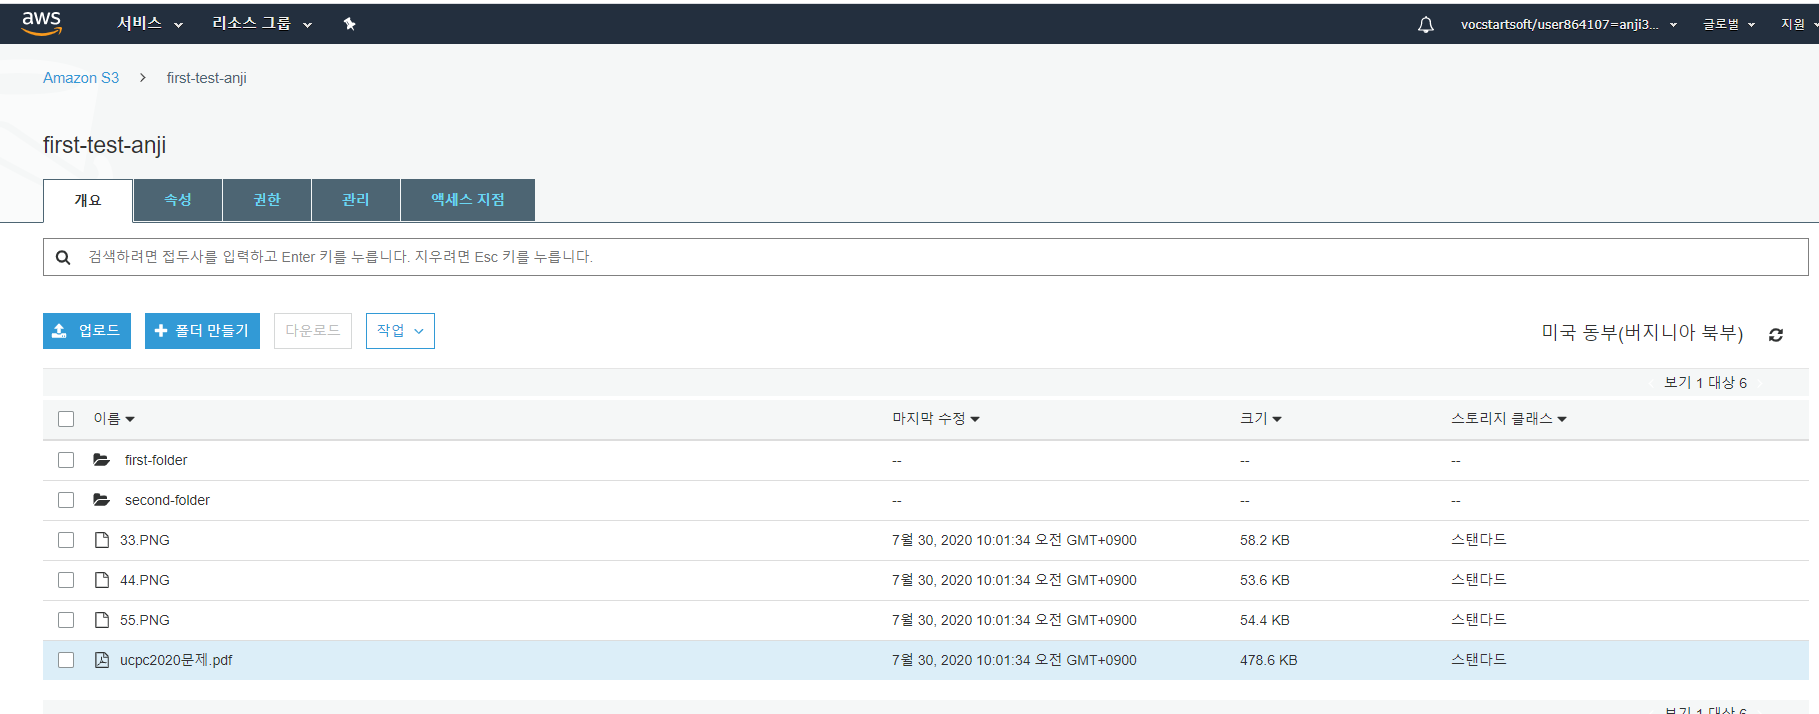 aws 서비스 리소스 그룹 vocstartsoft/user864107=anji3... 글로벌 지원
Amazon S3 > first-test-anji
first-test-anji
개요 속성 권한 관리 액세스 지점
검색하려면 접두사를 입력하고 Enter 키를 누릅니다. 지우려면 Esc 키를 누릅니다.
업로드 폴더 만들기 다운로드 작업 미국 동부(버지니아 북부)
보기 1 대상 6
이름 마지막 수정 크기 스토리지 클래스
first-folder -- -- --
second-folder -- -- --
33.PNG 7월 30, 2020 10:01:34 오전 GMT+0900 58.2 KB 스탠다드
44.PNG 7월 30, 2020 10:01:34 오전 GMT+0900 53.6 KB 스탠다드
55.PNG 7월 30, 2020 10:01:34 오전 GMT+0900 54.4 KB 스탠다드
ucpc2020문제.pdf 7월 30, 2020 10:01:34 오전 GMT+0900 478.6 KB 스탠다드
보기 1 대상 6